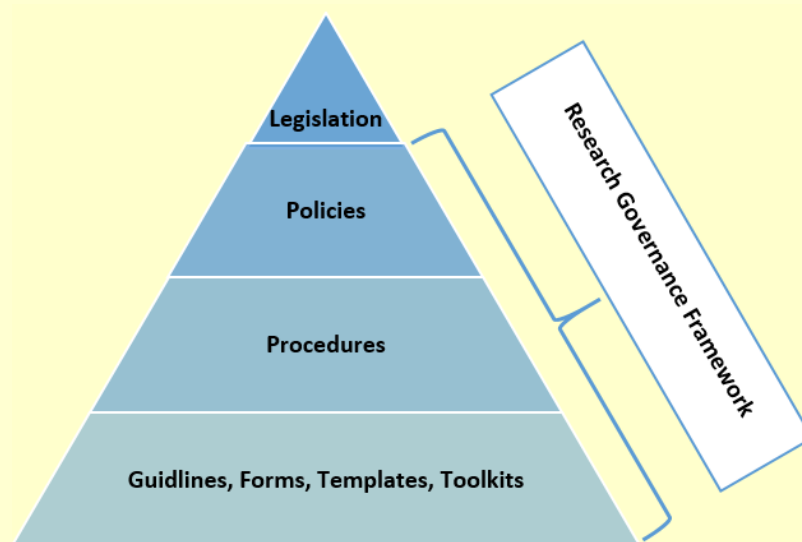 Legislation
Policies
Procedures
Guidlines, Forms, Templates, Toolkits
Research Governance Framework